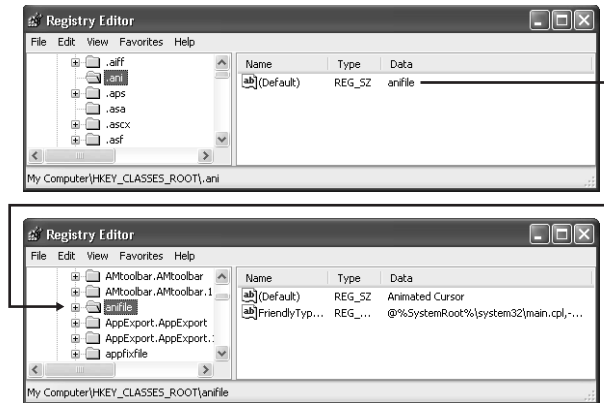 Registry Editor
File Edit View Favorites Help
.aiff
.ani
.aps
.asa
.ascx
.asf
Name Type Data
(Default) REG_SZ anifile
My Computer\HKEY_CLASSES_ROOT\.ani
Registry Editor
File Edit View Favorites Help
AMtoolbar.AMtoolbar
AMtoolbar.AMtoolbar.1
anifile
AppExport.AppExport
AppExport.AppExport.:
appfixfile
Name Type Data
(Default) REG_SZ Animated Cursor
FriendlyTyp... REG_... @%SystemRoot%\system32\main.cpl,-...
My Computer\HKEY_CLASSES_ROOT\anifile